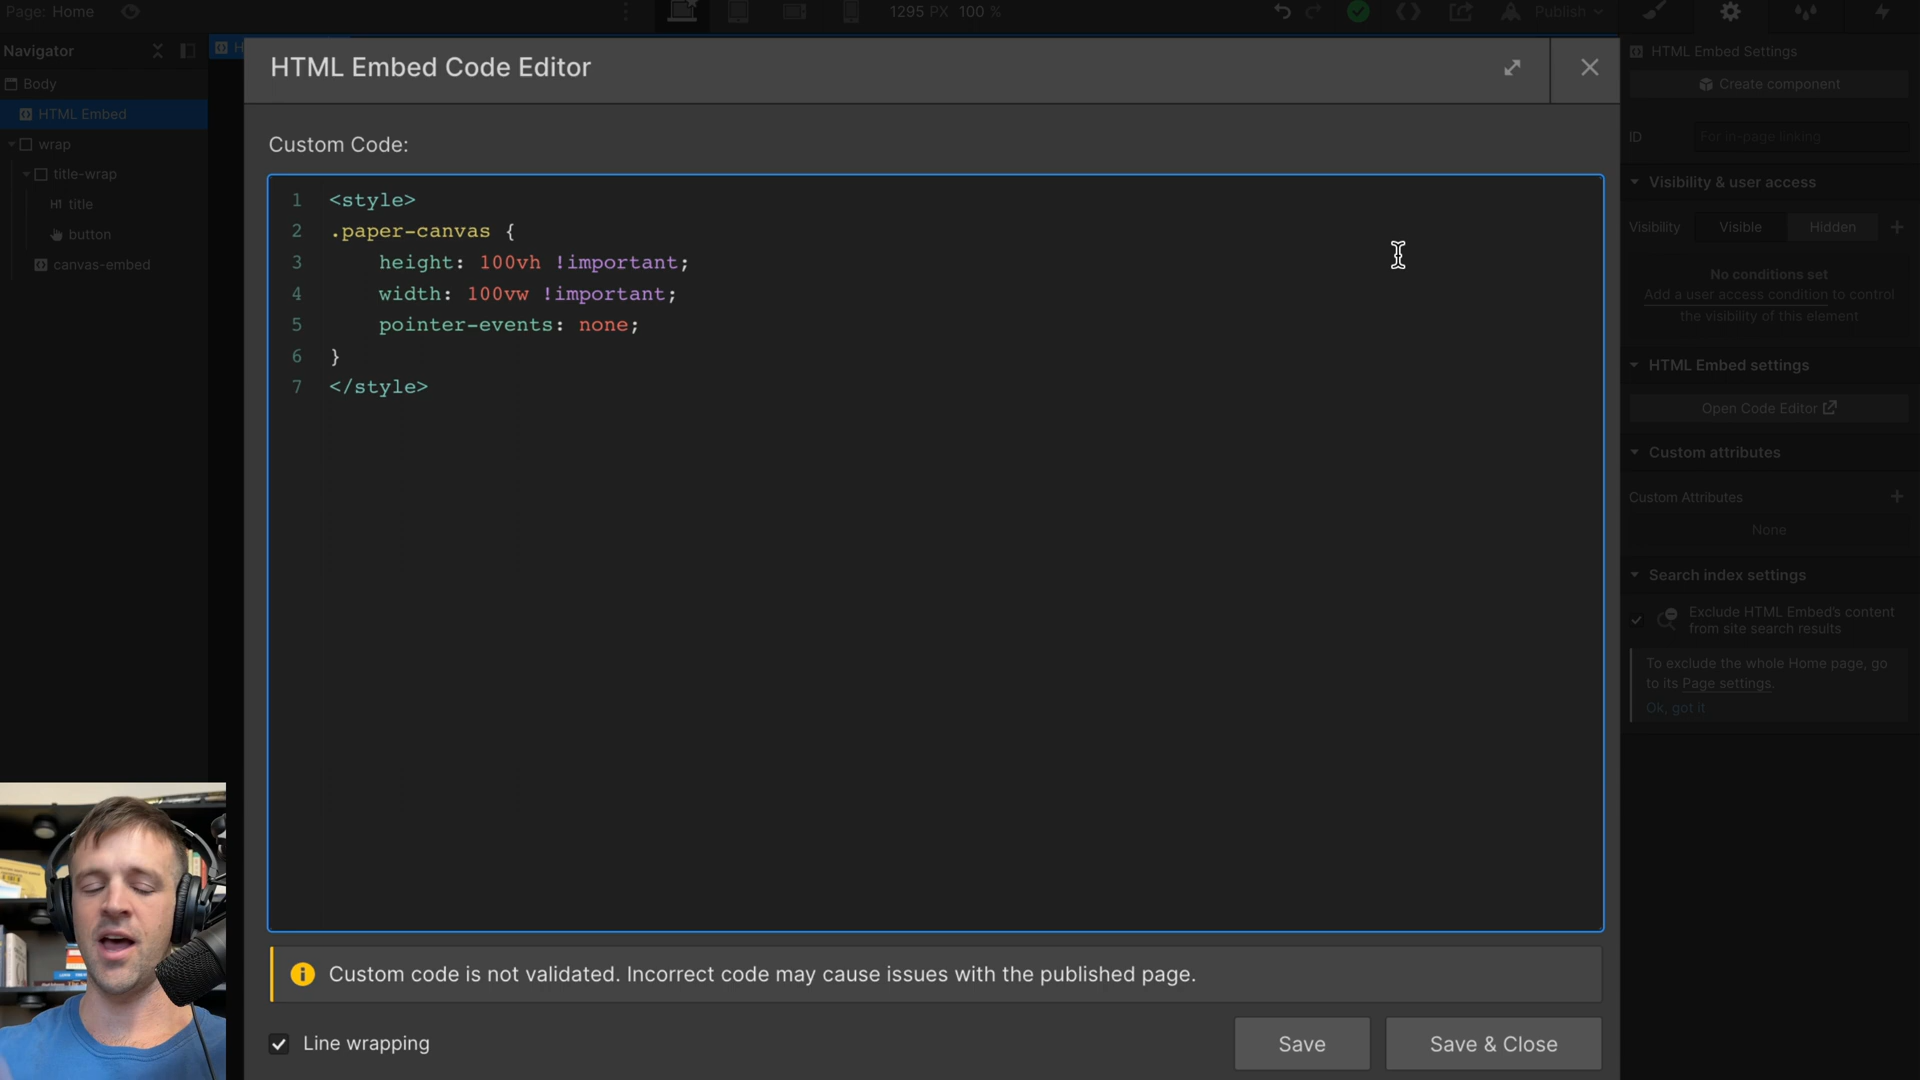 Page: Home
1295 PX 100 %
Publish
Navigator
Body
HTML Embed
wrap
title-wrap
H1 title
button
canvas-embed
HTML Embed Code Editor
Custom Code:
1 <style>
2 .paper-canvas {
3 height: 100vh !important;
4 width: 100vw !important;
5 pointer-events: none;
6 }
7 </style>
Custom code is not validated. Incorrect code may cause issues with the published page.
Line wrapping
Save
Save & Close
HTML Embed Settings
Create component
ID For in-page linking
Visibility & user access
Visibility Visible Hidden
No conditions set
Add a user access condition to control
the visibility of this element
HTML Embed settings
Open Code Editor
Custom attributes
Custom Attributes
None
Search index settings
Exclude HTML Embed's content
from site search results
To exclude the whole Home page, go
to its Page settings.
Ok, got it